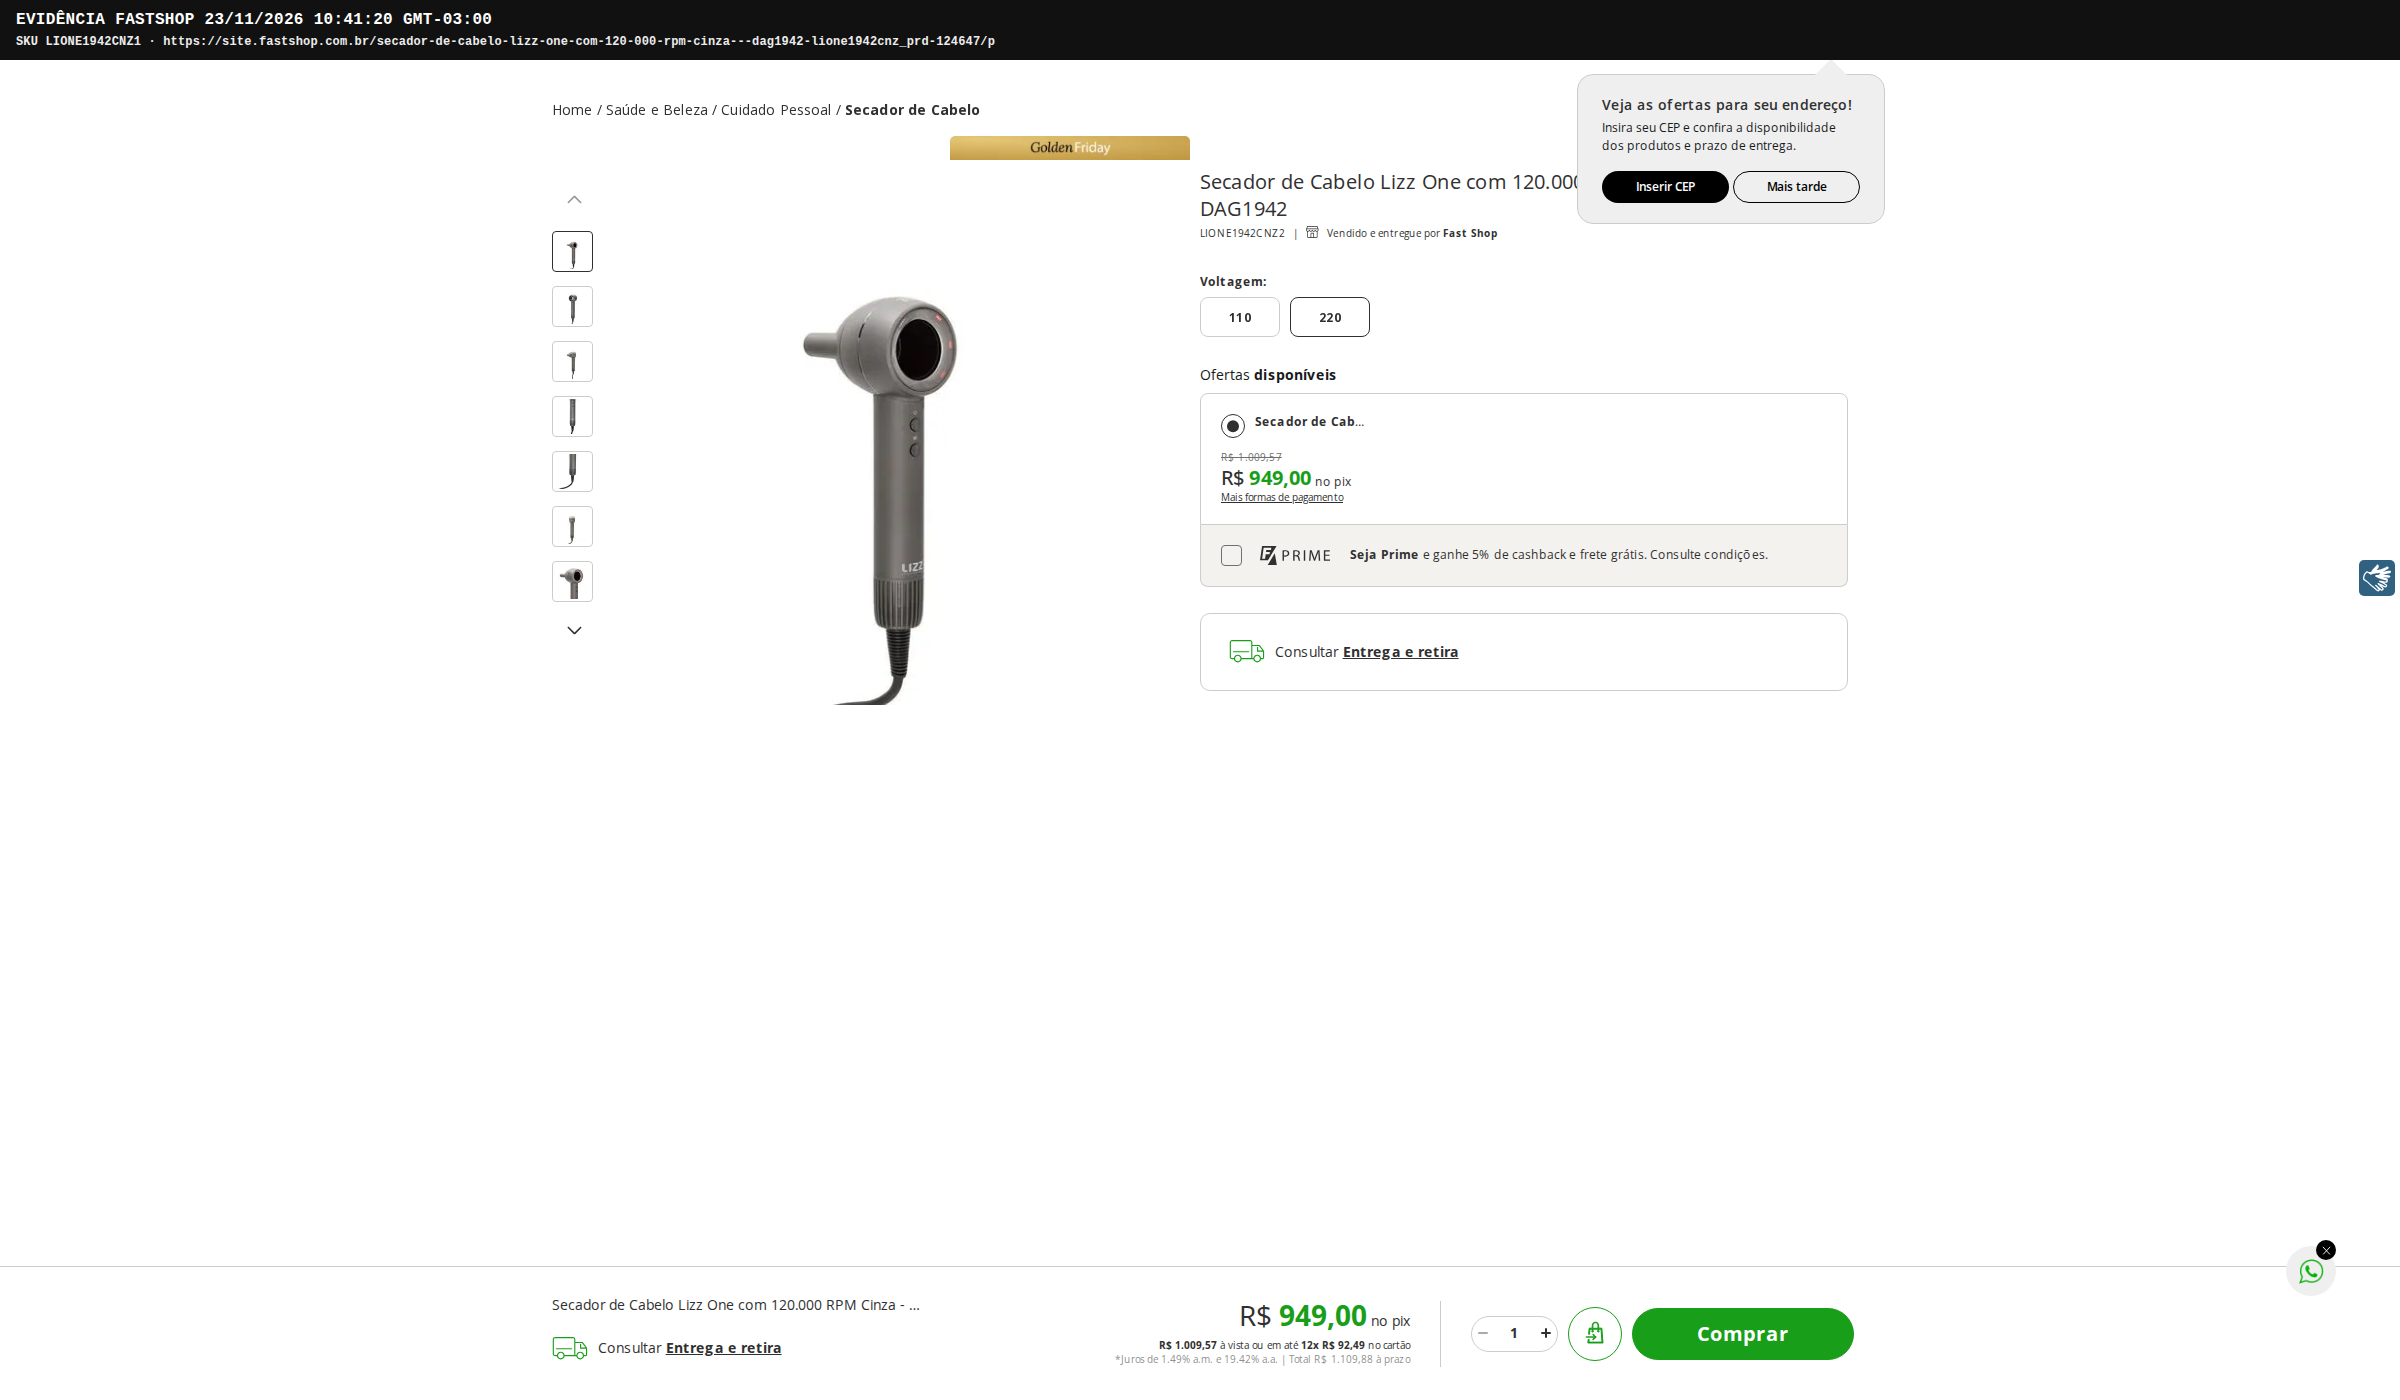 EVIDÊNCIA FASTSHOP 23/11/2026 10:41:20 GMT-03:00
SKU LIONE1942CNZ1 · https://site.fastshop.com.br/secador-de-cabelo-lizz-one-com-120-000-rpm-cinza---dag1942-lione1942cnz_prd-124647/p
Home / Saúde e Beleza / Cuidado Pessoal / Secador de Cabelo
Veja as ofertas para seu endereço!
Insira seu CEP e confira a disponibilidade
dos produtos e prazo de entrega.
Inserir CEP
Mais tarde
Golden Friday
Secador de Cabelo Lizz One com 120.000
DAG1942
LIONE1942CNZ2 | Vendido e entregue por Fast Shop
Voltagem:
110
220
Ofertas disponíveis
Secador de Cab...
R$ 1.009,57
R$ 949,00 no pix
Mais formas de pagamento
PRIME Seja Prime e ganhe 5% de cashback e frete grátis. Consulte condições.
Consultar Entrega e retira
LIZZ
Secador de Cabelo Lizz One com 120.000 RPM Cinza - ...
Consultar Entrega e retira
R$ 949,00 no pix
R$ 1.009,57 à vista ou em até 12x R$ 92,49 no cartão
*Juros de 1.49% a.m. e 19.42% a.a. | Total R$ 1.109,88 à prazo
1
Comprar